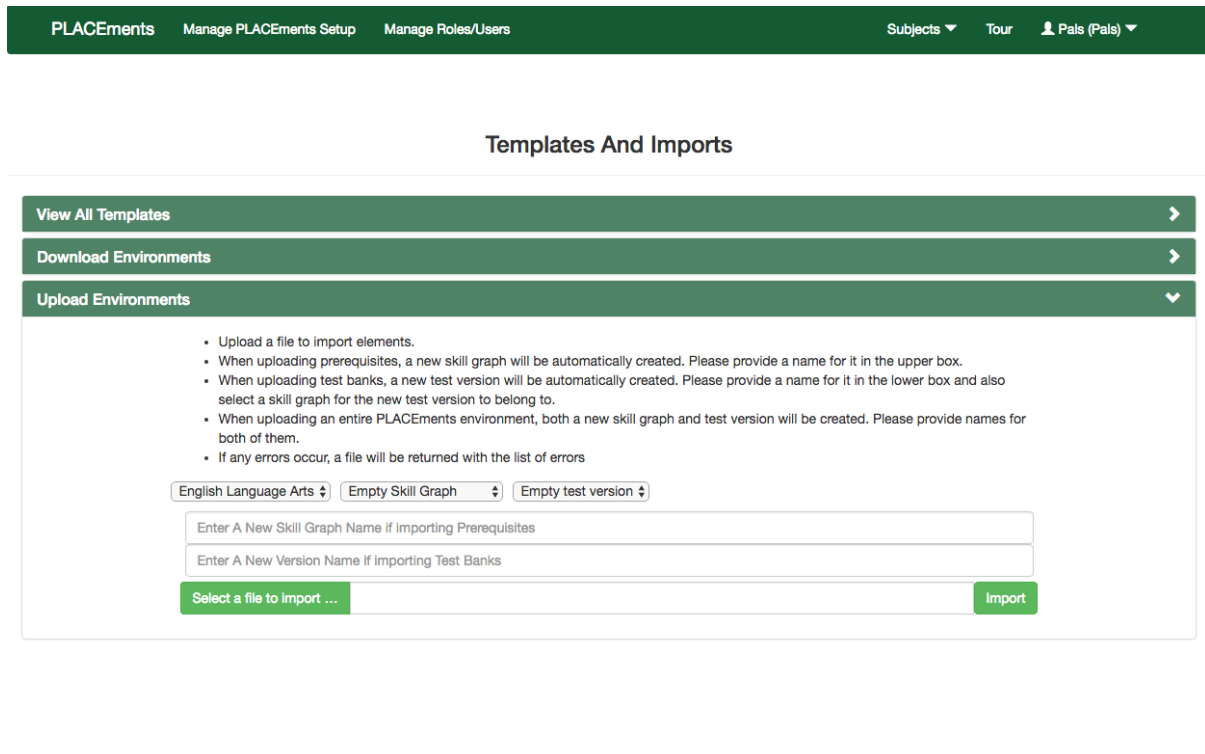 PLACEments Manage PLACEments Setup Manage Roles/Users Subjects Tour Pals (Pals)
Templates And Imports
View All Templates
Download Environments
Upload Environments
• Upload a file to import elements.
• When uploading prerequisites, a new skill graph will be automatically created. Please provide a name for it in the upper box.
• When uploading test banks, a new test version will be automatically created. Please provide a name for it in the lower box and also
select a skill graph for the new test version to belong to.
• When uploading an entire PLACEments environment, both a new skill graph and test version will be created. Please provide names for
both of them.
• If any errors occur, a file will be returned with the list of errors
English Language Arts Empty Skill Graph Empty test version
Enter A New Skill Graph Name if importing Prerequisites
Enter A New Version Name if importing Test Banks
Select a file to import ... Import